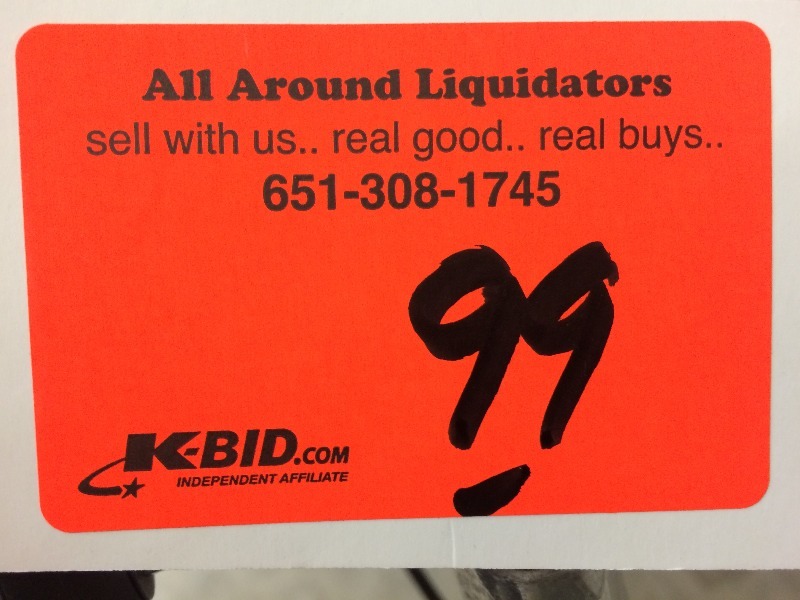 All Around Liquidators
sell with us.. real good.. real buys..
651-308-1745
99
K-BID.COM
INDEPENDENT AFFILIATE